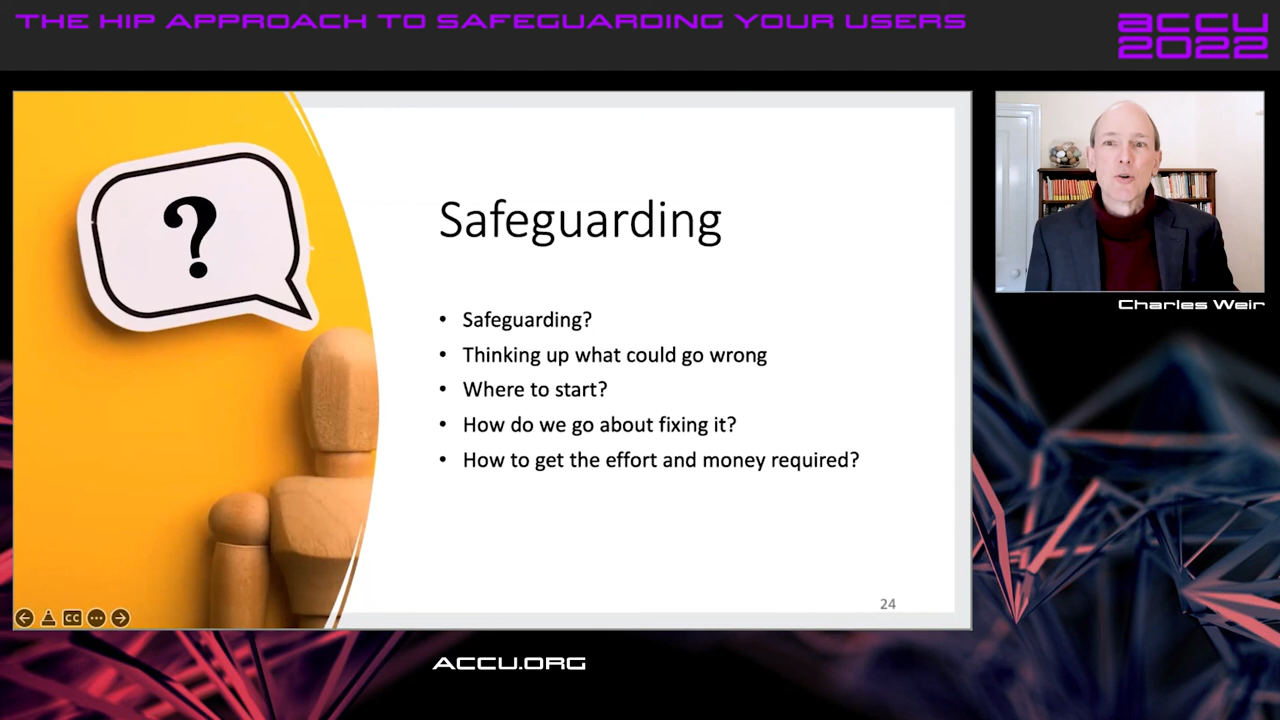 THE HIP APPROACH TO SAFEGUARDING YOUR USERS
accu
2022
?
Safeguarding
• Safeguarding?
• Thinking up what could go wrong
• Where to start?
• How do we go about fixing it?
• How to get the effort and money required?
24
CC
Charles Weir
ACCU.ORG